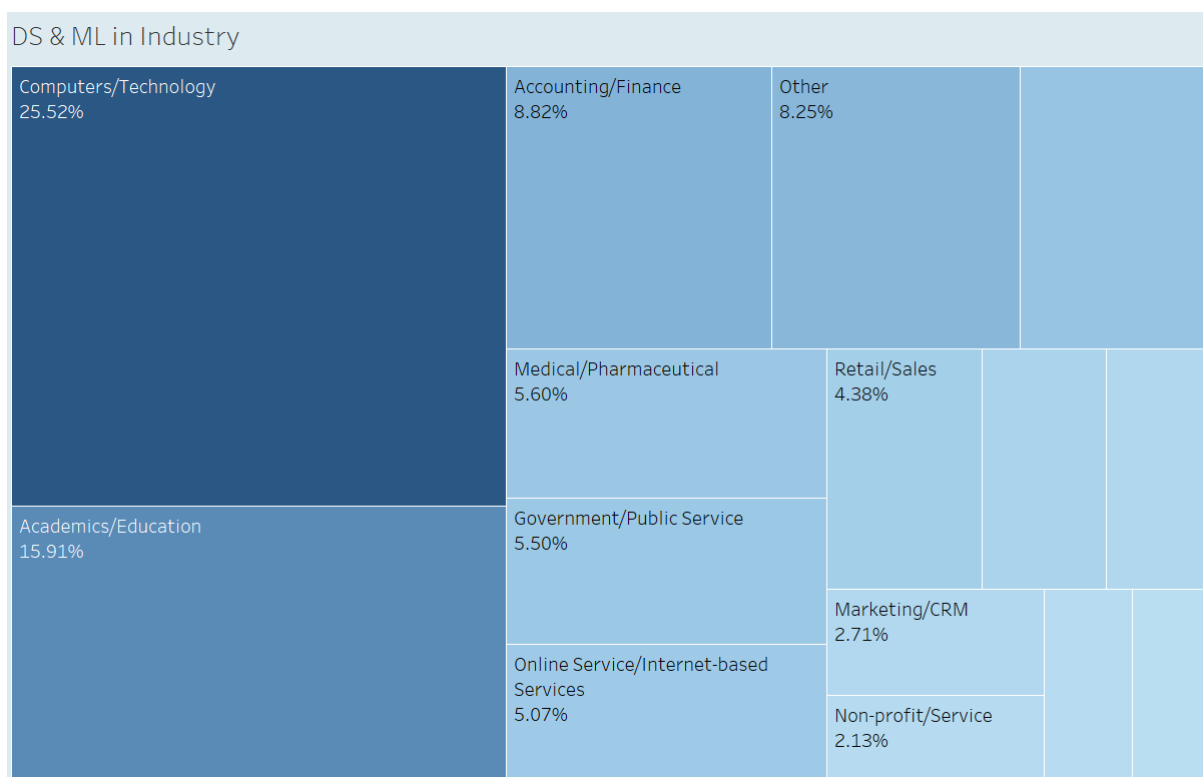 DS & ML in Industry
Computers/Technology
25.52%
Academics/Education
15.91%
Accounting/Finance
8.82%
Other
8.25%
Medical/Pharmaceutical
5.60%
Government/Public Service
5.50%
Online Service/Internet-based
Services
5.07%
Retail/Sales
4.38%
Marketing/CRM
2.71%
Non-profit/Service
2.13%